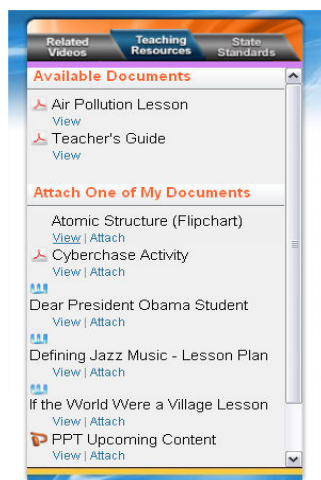 Related Videos Teaching Resources State Standards
Available Documents
Air Pollution Lesson
View
Teacher's Guide
View
Attach One of My Documents
Atomic Structure (Flipchart)
View | Attach
Cyberchase Activity
View | Attach
Dear President Obama Student
View | Attach
Defining Jazz Music - Lesson Plan
View | Attach
If the World Were a Village Lesson
View | Attach
PPT Upcoming Content
View | Attach